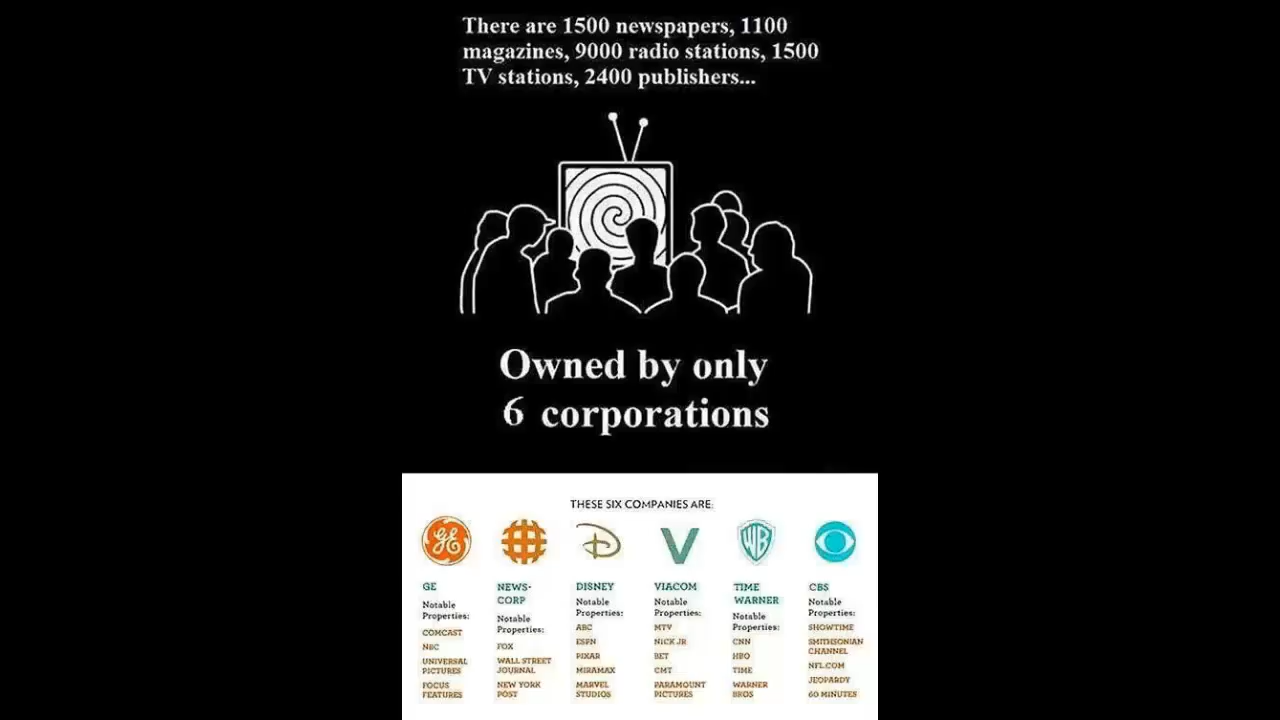 There are 1500 newspapers, 1100
magazines, 9000 radio stations, 1500
TV stations, 2400 publishers...
Owned by only
6 corporations
THESE SIX COMPANIES ARE:
GE
Notable
Properties:
COMCAST
NBC
UNIVERSAL
PICTURES
FOCUS
FEATURES
NEWS-
CORP
Notable
Properties:
FOX
WALL STREET
JOURNAL
NEW YORK
POST
D
DISNEY
Notable
Properties:
ABC
ESPN
PIXAR
MIRAMAX
MARVEL
STUDIOS
V
VIACOM
Notable
Properties:
MTV
NICK JR
BET
CMT
PARAMOUNT
PICTURES
WB
TIME
WARNER
Notable
Properties:
CNN
HBO
TIME
WARNER
BROS
CBS
Notable
Properties:
SHOWTIME
SMITHSONIAN
CHANNEL
NFL.COM
JEOPARDY
60 MINUTES